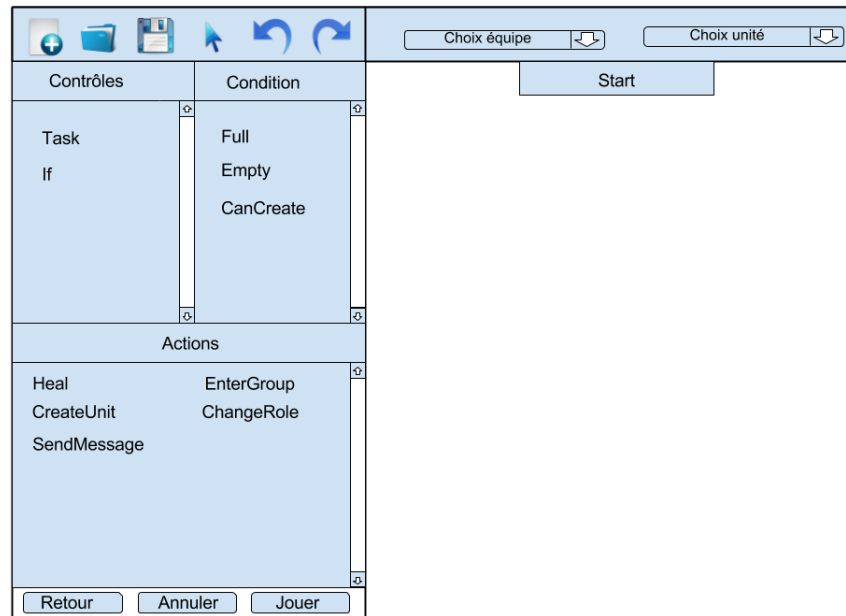 Choix équipe
Choix unité
Contrôles
Condition
Start
Task
If
Full
Empty
CanCreate
Actions
Heal
EnterGroup
CreateUnit
ChangeRole
SendMessage
Retour
Annuler
Jouer